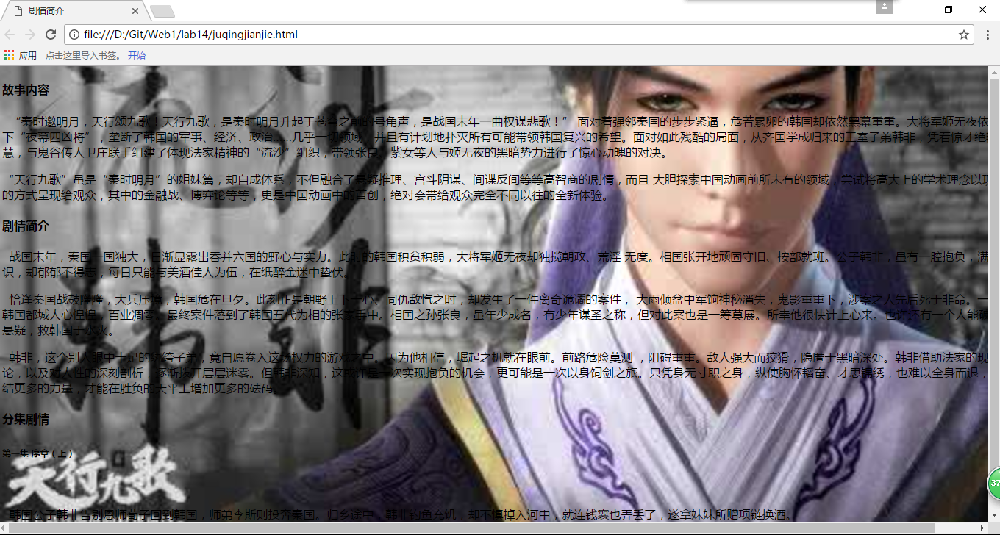 剧情简介
file:///D:/Git/Web1/lab14/juqingjianjie.html
应用 点击这里导入书签。 开始
流沙
韩非
故事内容
“秦时邀明月，天行颂九歌！天行九歌，是秦时明月升起于苍穹之前的号角声，是战国末年一曲权谋悲歌！” 面对着强邻秦国的步步紧逼，危若累卵的韩国却依然黑幕重重。大将军姬无夜依
下“夜幕四凶将”，垄断了韩国的军事、经济、政治……几乎一切领域，并且有计划地扑灭所有可能带领韩国复兴的希望。面对如此残酷的局面，从齐国学成归来的王室子弟韩非，凭着惊才绝
慧，与鬼谷传人卫庄联手组建了体现法家精神的“流沙”组织，带领张良、紫女等人与姬无夜的黑暗势力进行了惊心动魄的对决。
“天行九歌”虽是“秦时明月”的姐妹篇，却自成体系，不但融合了悬疑推理、宫斗阴谋、间谍反间等等高智商的剧情，而且 大胆探索中国动画前所未有的领域，尝试将高大上的学术理念以现
的方式呈现给观众，其中的金融战、博弈论等等，更是中国动画中的首创，绝对会带给观众完全不同以往的全新体验。
剧情简介
战国末年，秦国一国独大，日渐显露出吞并六国的野心与实力。此时的韩国积贫积弱，大将军姬无夜却独揽朝政、荒淫 无度。相国张开地顽固守旧、按部就班。公子韩非，虽有一腔抱负，满
识，却郁郁不得志，每日只能与美酒佳人为伍，在纸醉金迷中蛰伏。
恰逢秦国战鼓隆隆，大兵压境，韩国危在旦夕。此刻正是朝野上下一心、同仇敌忾之时，却发生了一件离奇诡谲的案件， 大雨倾盆中军饷神秘消失，鬼影重重下，涉案之人先后死于非命。一
韩国都城人心惶惶，百业凋零。最终案件落到了韩国五代为相的张家手中。相国之孙张良，虽年少成名，有少年谋圣之称，但对此案也是一筹莫展。所幸他很快计上心来。也许还有一个人能破
悬疑，救韩国于水火。
韩非，这个别人眼中十足的纨绔子弟，竟自愿卷入这场权力的游戏之中。因为他相信，崛起之机就在眼前。前路危险莫测 ，阻碍重重。敌人强大而狡猾，隐匿于黑暗深处。韩非借助法家的现
论，以及对人性的深刻剖析，逐渐拨开层层迷雾。但韩非深知，这或许是一次实现抱负的机会，更可能是一次以身饲剑之旅。只凭身无寸职之身，纵使胸怀韬奋、才思锦绣，也难以全身而退，
结更多的力量，才能在胜负的天平上增加更多的砝码。
分集剧情
第一集 序章（上）
天行九歌
韩国公子韩非告别恩师荀子回到韩国，师弟李斯则投奔秦国。归乡途中，韩非钓鱼充饥，却不慎掉入河中，就连钱袋也弄丢了，遂拿妹妹所赠项链换酒。
37